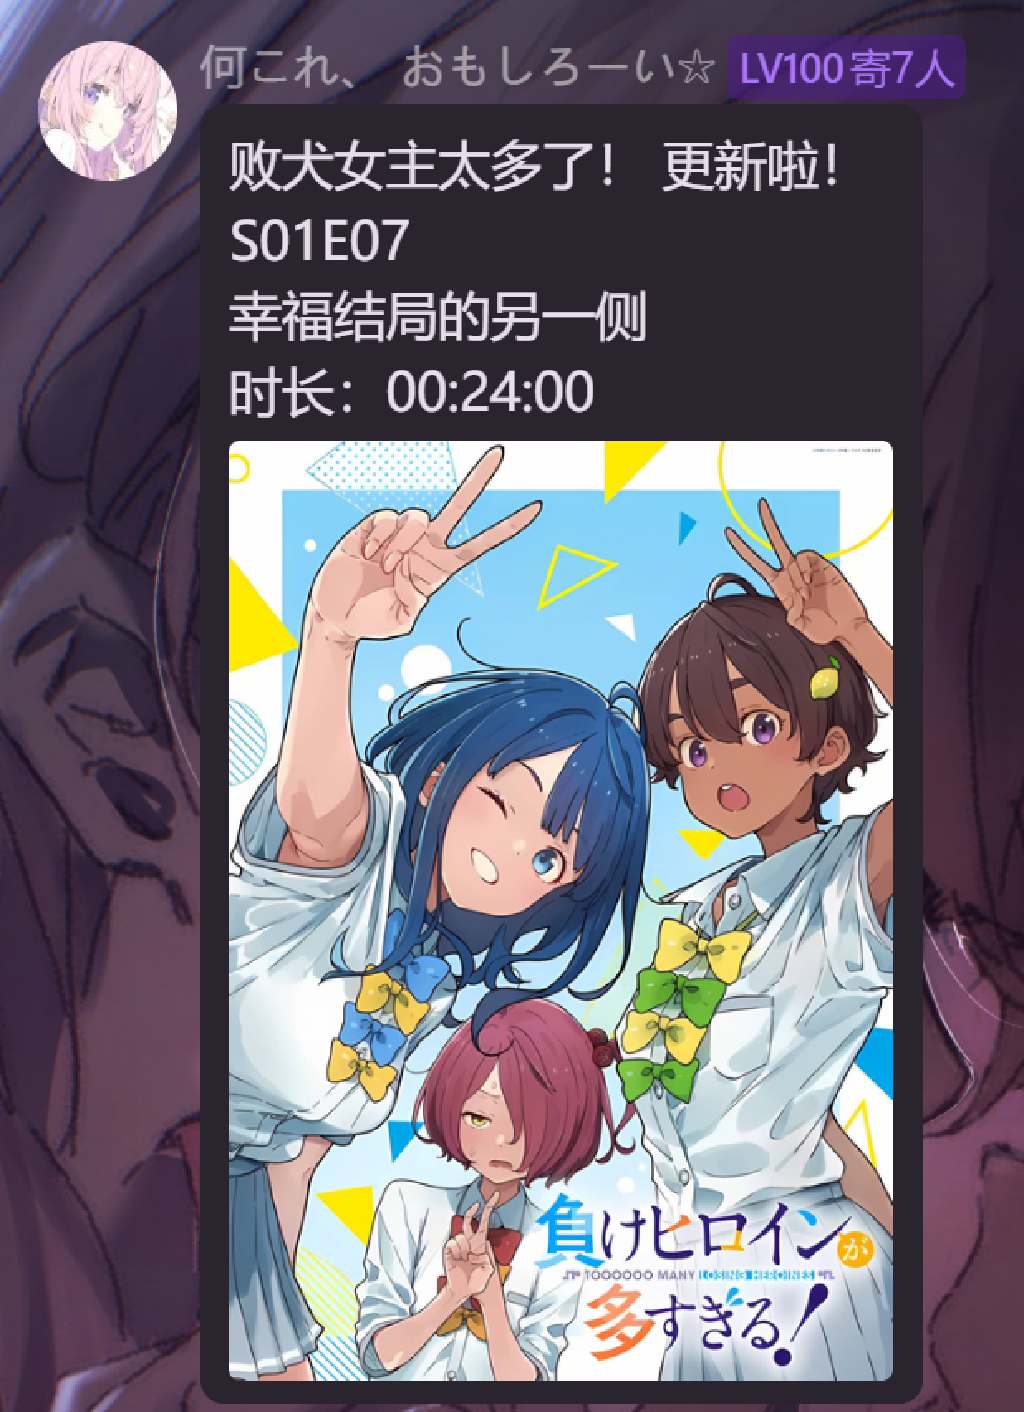 何これ、 おもしろーい☆ LV100 寄7人
败犬女主太多了！ 更新啦！
S01E07
幸福结局的另一侧
时长：00:24:00
負けヒロインが
TOOOOOO MANY LOSING HEROINES
多すぎる！